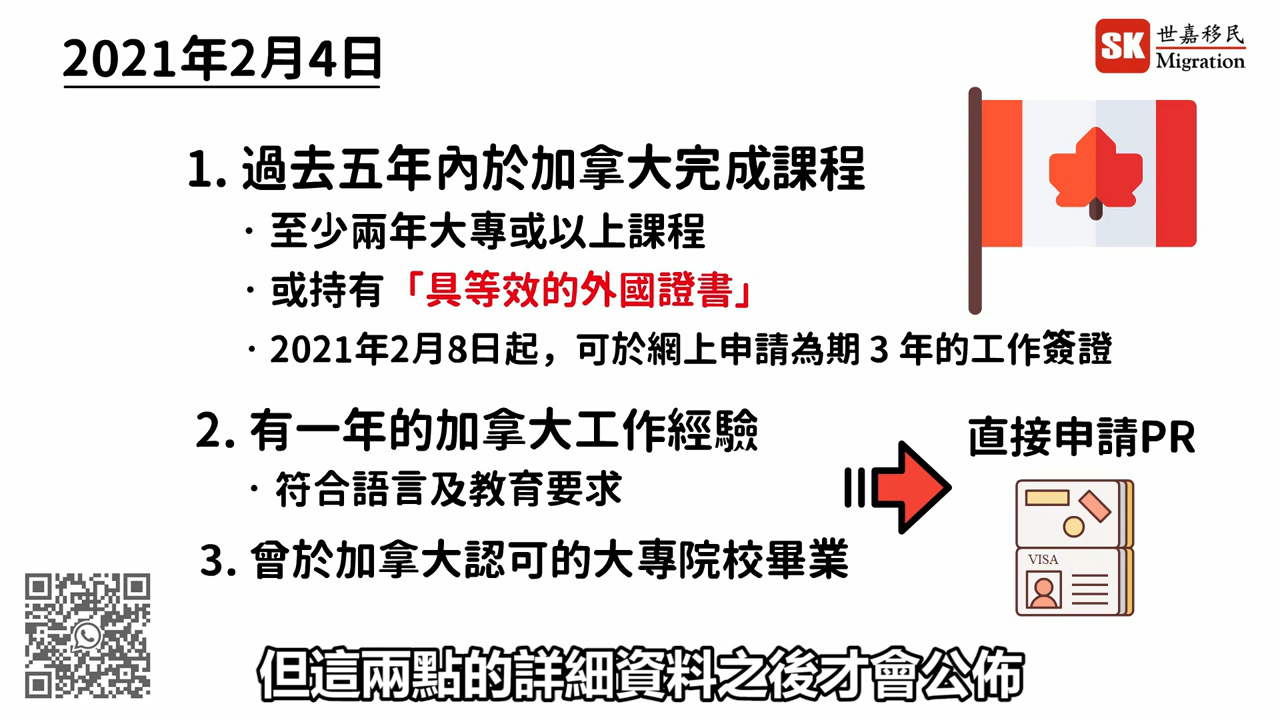 2021年2月4日
SK 世嘉移民
Migration
1. 過去五年內於加拿大完成課程
· 至少兩年大專或以上課程
· 或持有「具等效的外國證書」
· 2021年2月8日起，可於網上申請為期 3 年的工作簽證
2. 有一年的加拿大工作經驗
· 符合語言及教育要求
直接申請PR
VISA
3. 曾於加拿大認可的大專院校畢業
但這兩點的詳細資料之後才會公佈